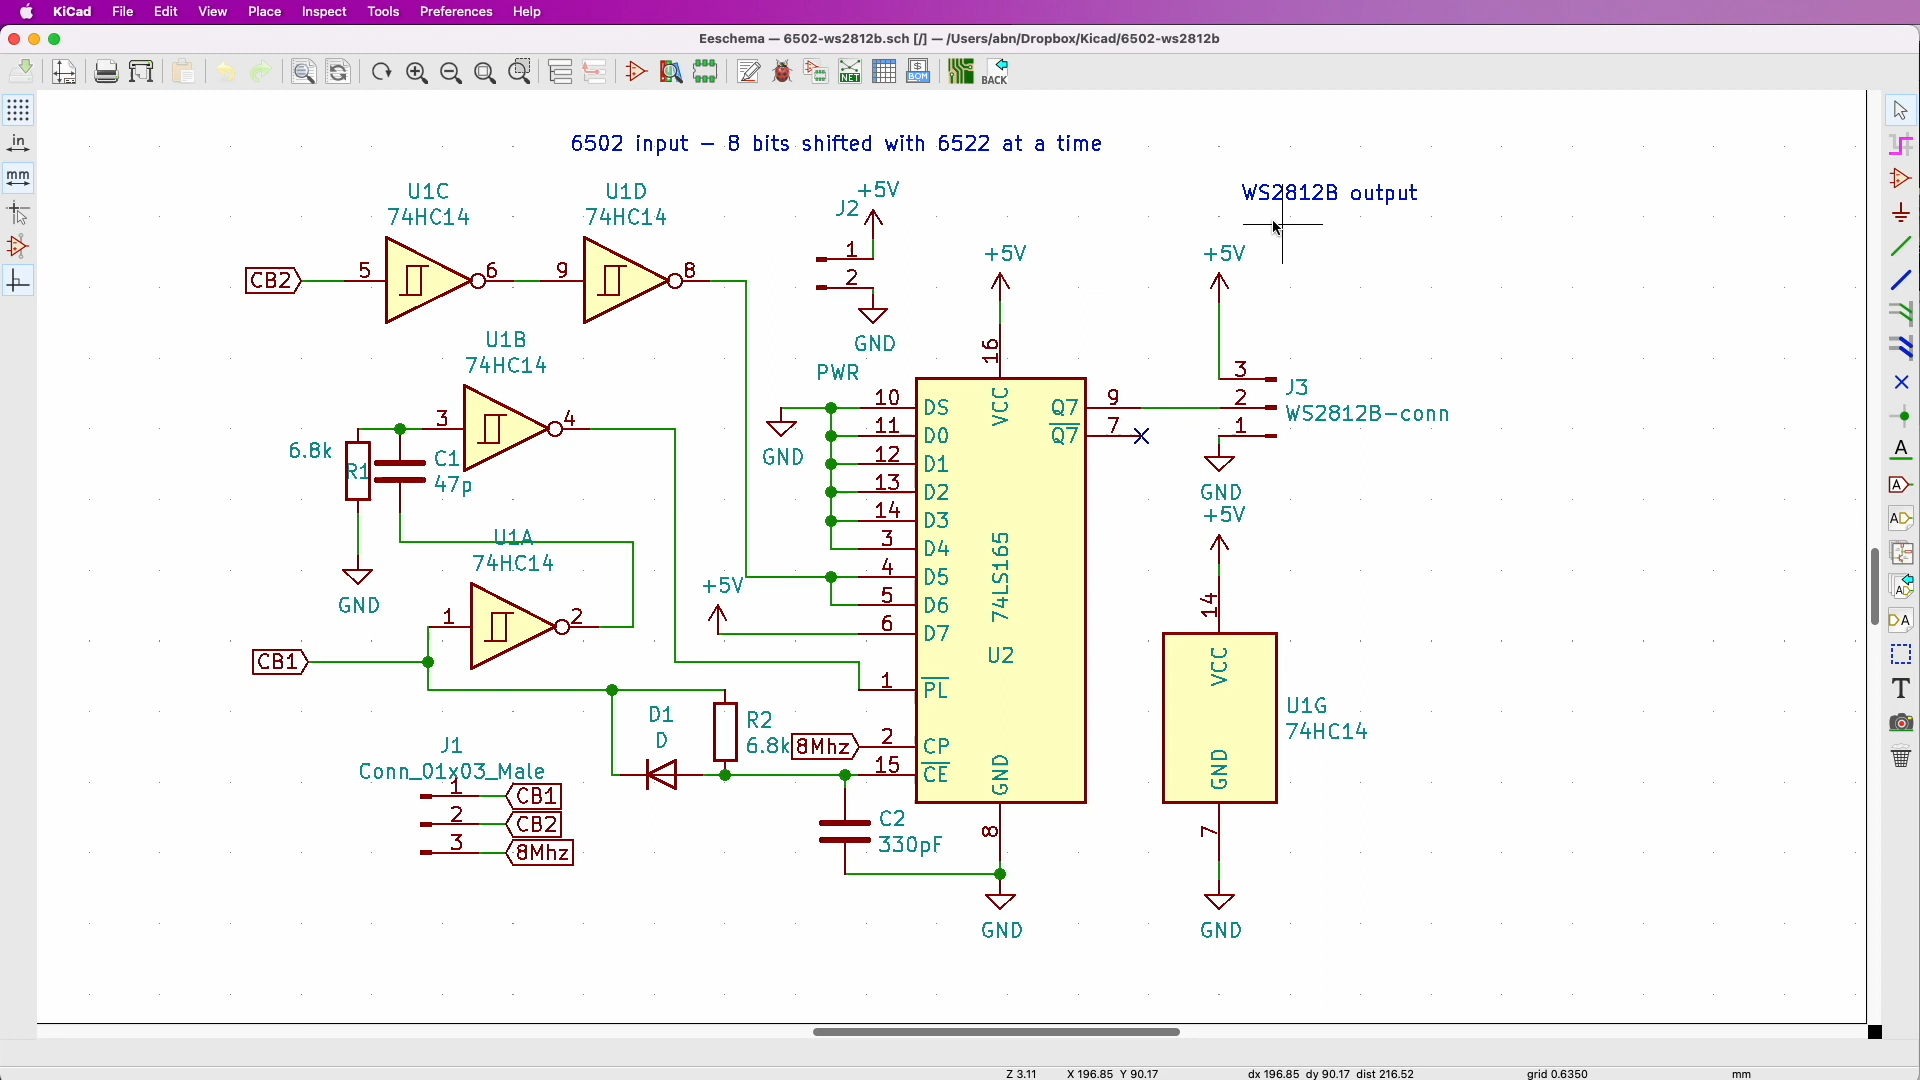 KiCad File Edit View Place Inspect Tools Preferences Help
Eeschema — 6502-ws2812b.sch [/] — /Users/abn/Dropbox/Kicad/6502-ws2812b
NET
$
BOM
BACK
in
mm
6502 input – 8 bits shifted with 6522 at a time
WS2812B output
U1C
74HC14
U1D
74HC14
+5V
J2
1
2
GND
PWR
CB2
5
6
9
8
U1B
74HC14
3
4
6.8k
R1
C1
47p
GND
U1A
74HC14
1
2
CB1
+5V
GND
+5V
16
VCC
10 DS
11 D0
12 D1
13 D2
14 D3
3 D4
4 D5
5 D6
6 D7
1 PL
2 CP
15 CE
Q7 9
Q7 7
74LS165
U2
GND
8
GND
8Mhz
D1
D
R2
6.8k
C2
330pF
J1
Conn_01x03_Male
1 CB1
2 CB2
3 8Mhz
+5V
3
2
1
J3
WS2812B-conn
GND
+5V
14
VCC
GND
U1G
74HC14
7
GND
A
A
A
A
A
T
Z 3.11 X 196.85 Y 90.17 dx 196.85 dy 90.17 dist 216.52 grid 0.6350 mm